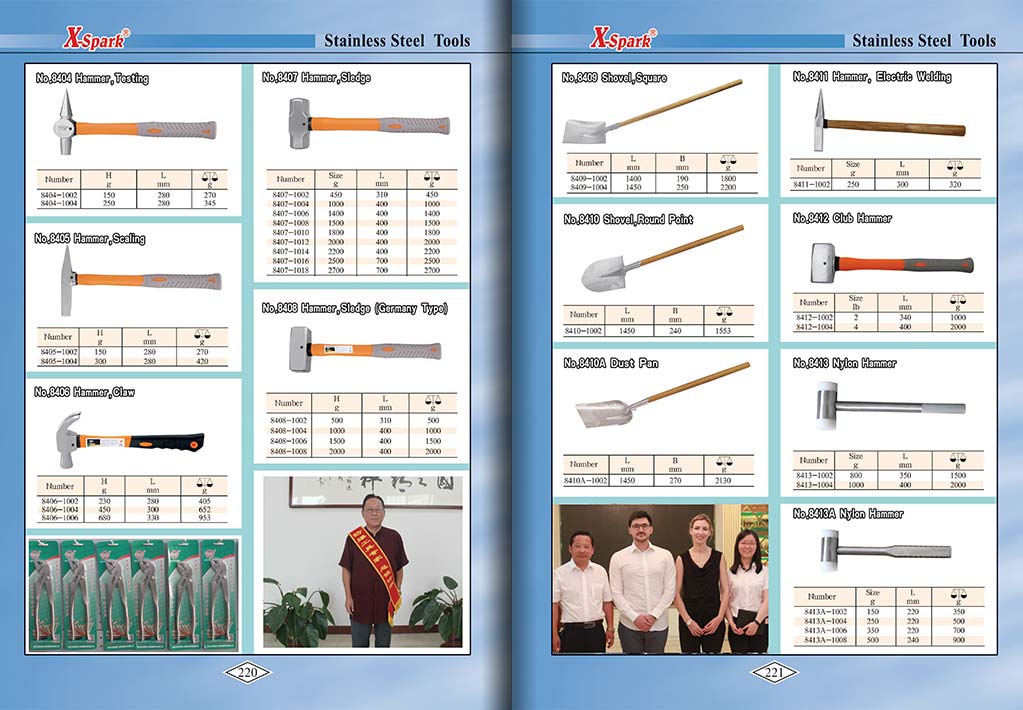 X-Spark®
Stainless Steel Tools
No,8404 Hammer,Testing
Number H g L mm g
8404-1002 150 280 270
8404-1004 250 280 345
No,8405 Hammer,Scaling
Number H g L mm g
8405-1002 150 280 270
8405-1004 300 280 420
No,8406 Hammer,Claw
Number H g L mm g
8406-1002 230 280 405
8406-1004 450 300 652
8406-1006 680 330 953
No,8407 Hammer,Sledge
Number Size g L mm g
8407-1002 450 310 450
8407-1004 1000 400 1000
8407-1006 1400 400 1400
8407-1008 1500 400 1500
8407-1010 1800 400 1800
8407-1012 2000 400 2000
8407-1014 2200 400 2200
8407-1016 2500 700 2500
8407-1018 2700 700 2700
No,8408 Hammer,Sledge (Germany Type)
Number H g L mm g
8408-1002 500 310 500
8408-1004 1000 400 1000
8408-1006 1500 400 1500
8408-1008 2000 400 2000
220
X-Spark®
Stainless Steel Tools
No,8409 Shovel,Square
Number L mm B mm g
8409-1002 1400 190 1800
8409-1004 1450 250 2200
No,8410 Shovel,Round Point
Number L mm B mm g
8410-1002 1450 240 1553
No,8410A Dust Pan
Number L mm B mm g
8410A-1002 1450 270 2130
No,8411 Hammer, Electric Welding
Number Size g L mm g
8411-1002 250 300 320
No,8412 Club Hammer
Number Size lb L mm g
8412-1002 2 340 1000
8412-1004 4 400 2000
No,8413 Nylon Hammer
Number Size g L mm g
8413-1002 800 350 1500
8413-1004 1000 400 2000
No,8413A Nylon Hammer
Number Size g L mm g
8413A-1002 150 220 350
8413A-1004 250 220 500
8413A-1006 350 220 700
8413A-1008 500 240 900
221